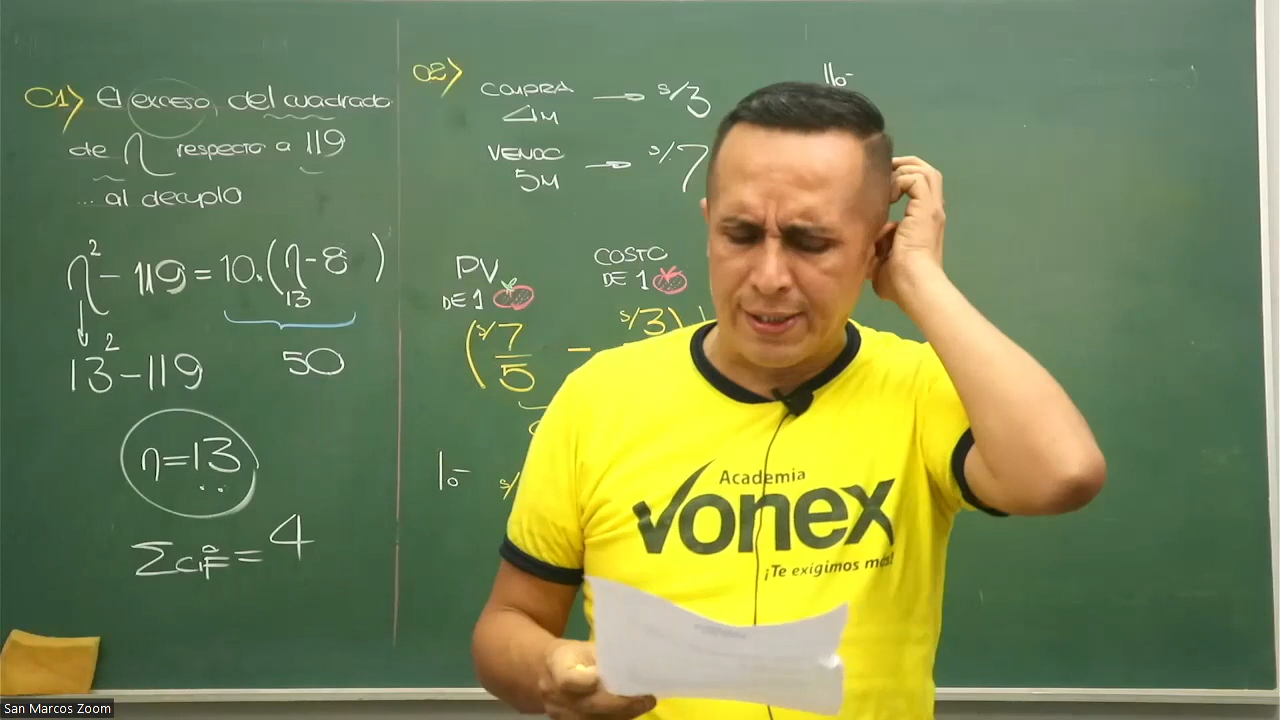 01) El exceso del cuadrado
de n respecto a 119
... al decuplo
n² - 119 = 10.(n - 8)
13
13² - 119
50
n = 13
Σcif = 4
02)
COMPRA → S/3
4M
VENDO → S/. 7
5M
PV
DE 1
COSTO
DE 1
(S/7/5 - S/3)
Academia
Vonex
¡Te exigimos más!
San Marcos Zoom